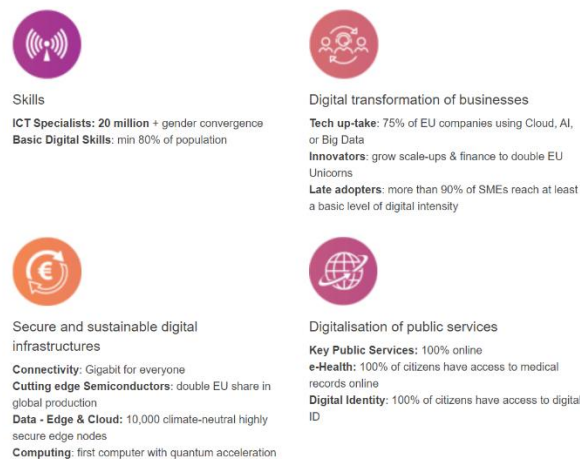 Skills
ICT Specialists: 20 million + gender convergence
Basic Digital Skills: min 80% of population
Digital transformation of businesses
Tech up-take: 75% of EU companies using Cloud, AI,
or Big Data
Innovators: grow scale-ups & finance to double EU
Unicorns
Late adopters: more than 90% of SMEs reach at least
a basic level of digital intensity
€
Secure and sustainable digital
infrastructures
Connectivity: Gigabit for everyone
Cutting edge Semiconductors: double EU share in
global production
Data - Edge & Cloud: 10,000 climate-neutral highly
secure edge nodes
Computing: first computer with quantum acceleration
Digitalisation of public services
Key Public Services: 100% online
e-Health: 100% of citizens have access to medical
records online
Digital Identity: 100% of citizens have access to digital
ID